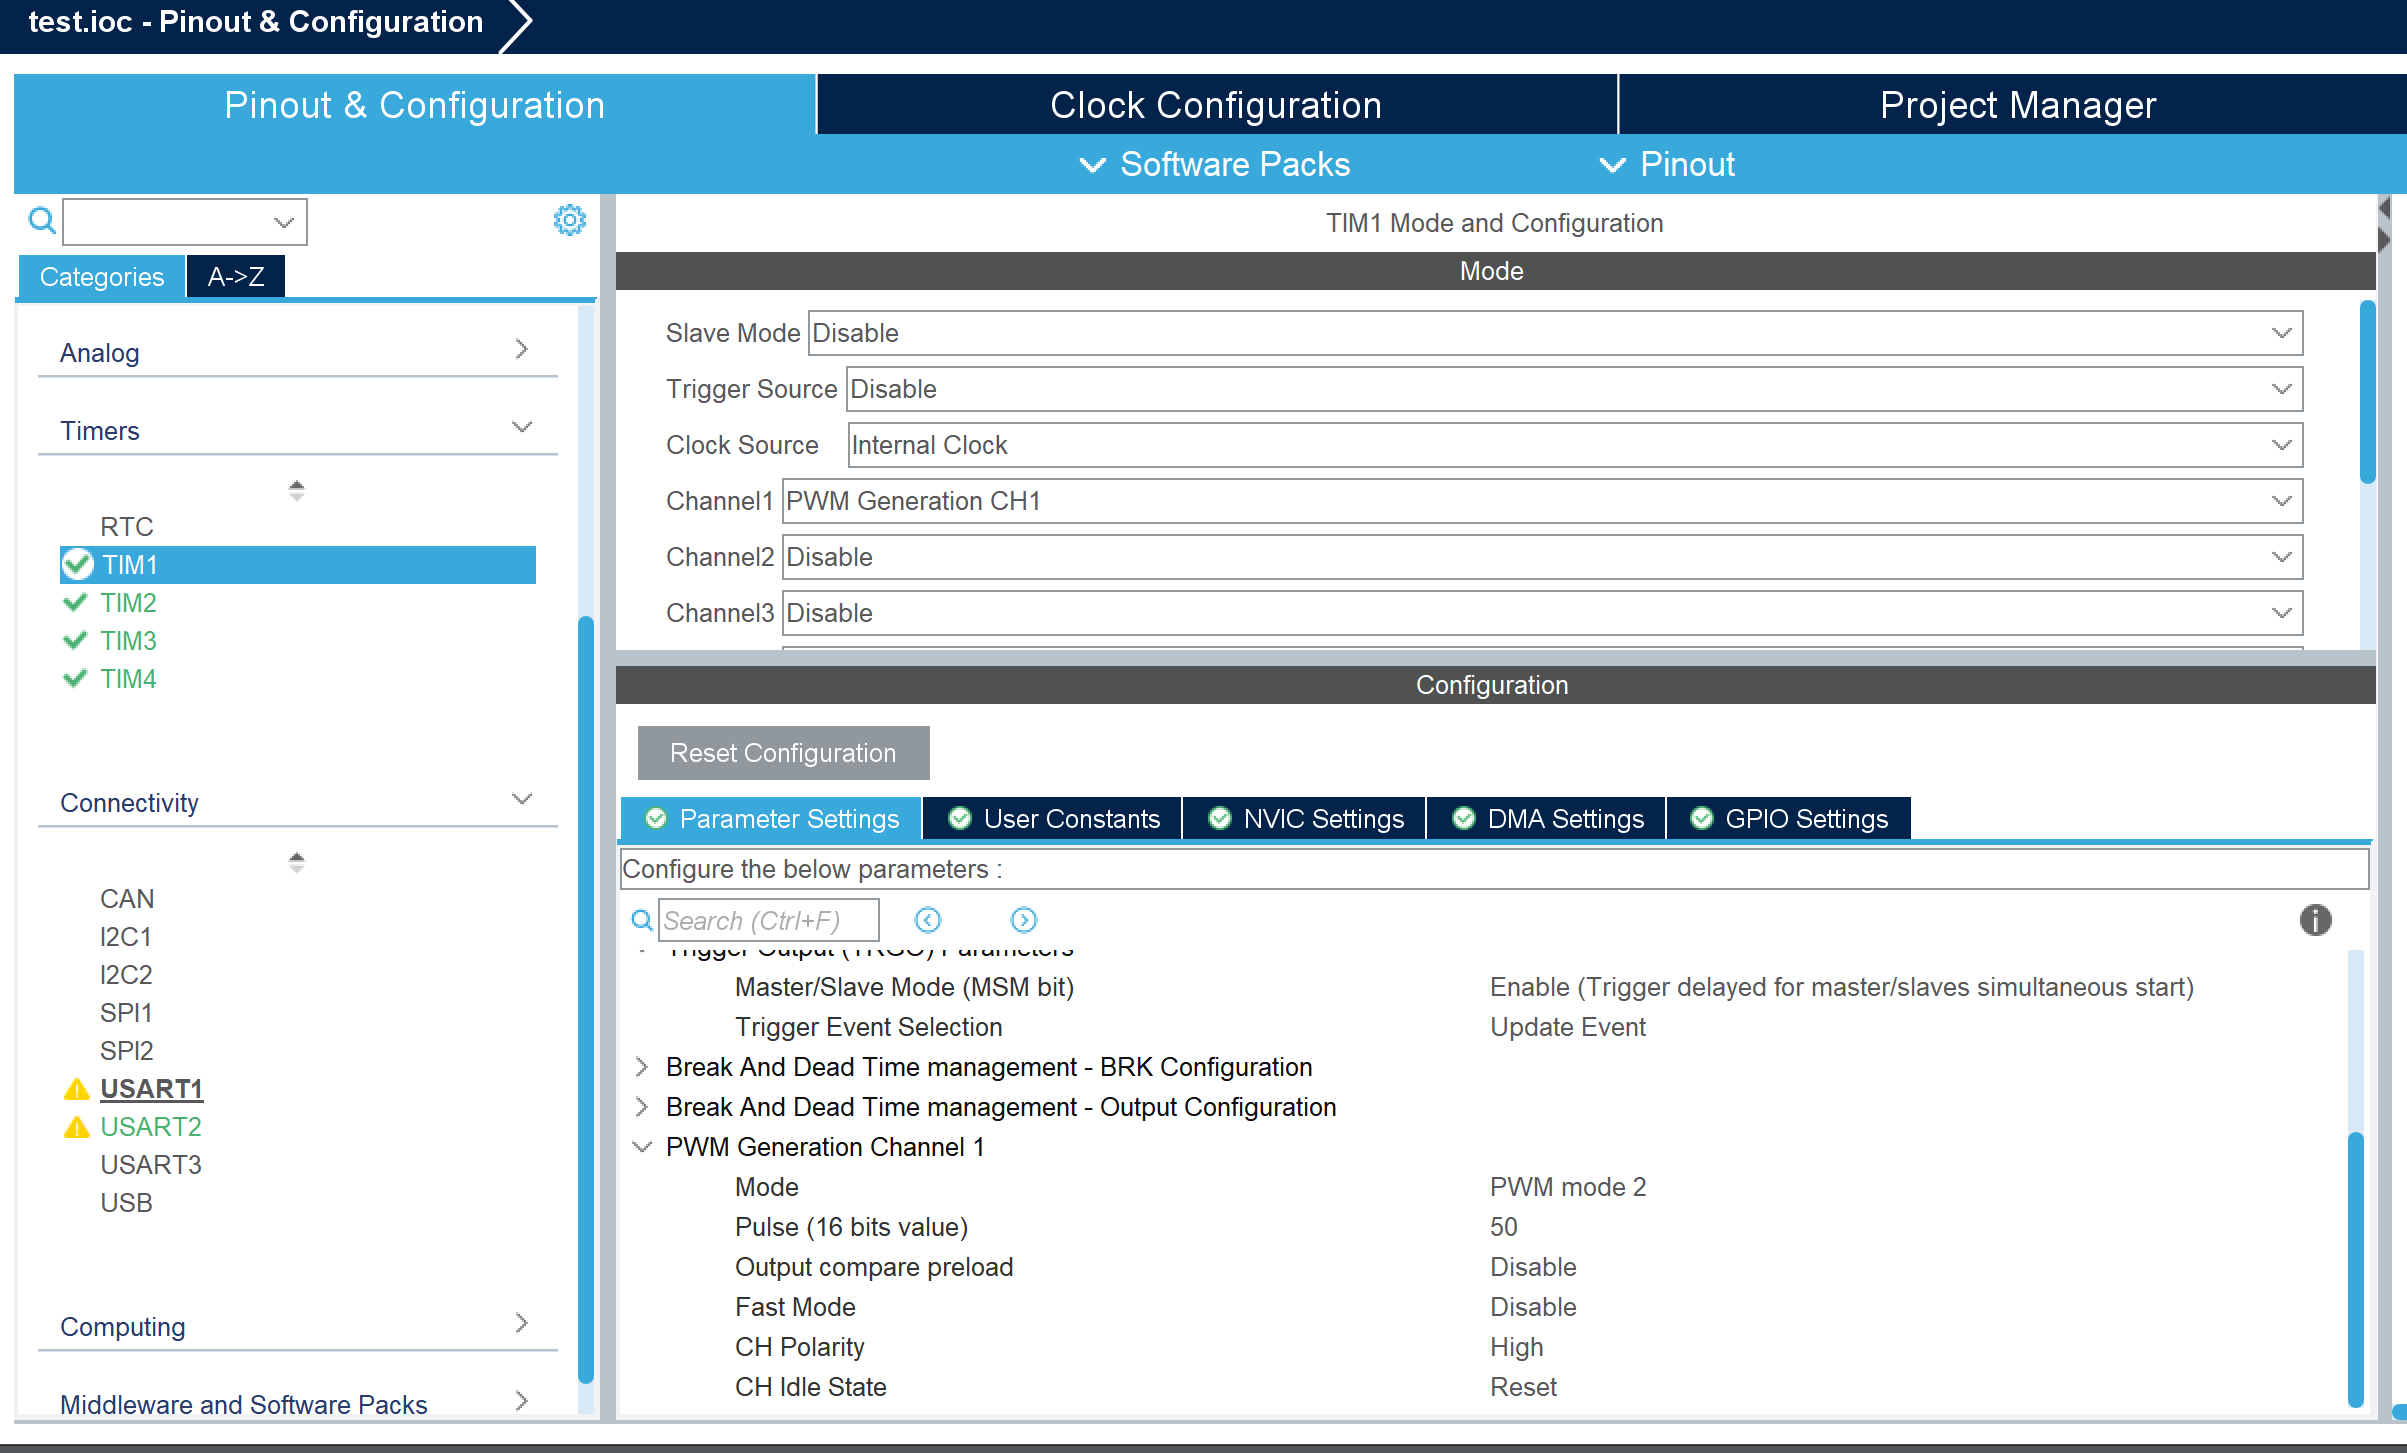 test.ioc - Pinout & Configuration
Pinout & Configuration
Clock Configuration
Project Manager
Software Packs
Pinout
Categories
A->Z
Analog
Timers
RTC
TIM1
TIM2
TIM3
TIM4
Connectivity
CAN
I2C1
I2C2
SPI1
SPI2
USART1
USART2
USART3
USB
Computing
Middleware and Software Packs
TIM1 Mode and Configuration
Mode
Slave Mode Disable
Trigger Source Disable
Clock Source Internal Clock
Channel1 PWM Generation CH1
Channel2 Disable
Channel3 Disable
Configuration
Reset Configuration
Parameter Settings
User Constants
NVIC Settings
DMA Settings
GPIO Settings
Configure the below parameters :
Search (Ctrl+F)
Trigger Output (TRGO) Parameters
Master/Slave Mode (MSM bit) Enable (Trigger delayed for master/slaves simultaneous start)
Trigger Event Selection Update Event
Break And Dead Time management - BRK Configuration
Break And Dead Time management - Output Configuration
PWM Generation Channel 1
Mode PWM mode 2
Pulse (16 bits value) 50
Output compare preload Disable
Fast Mode Disable
CH Polarity High
CH Idle State Reset